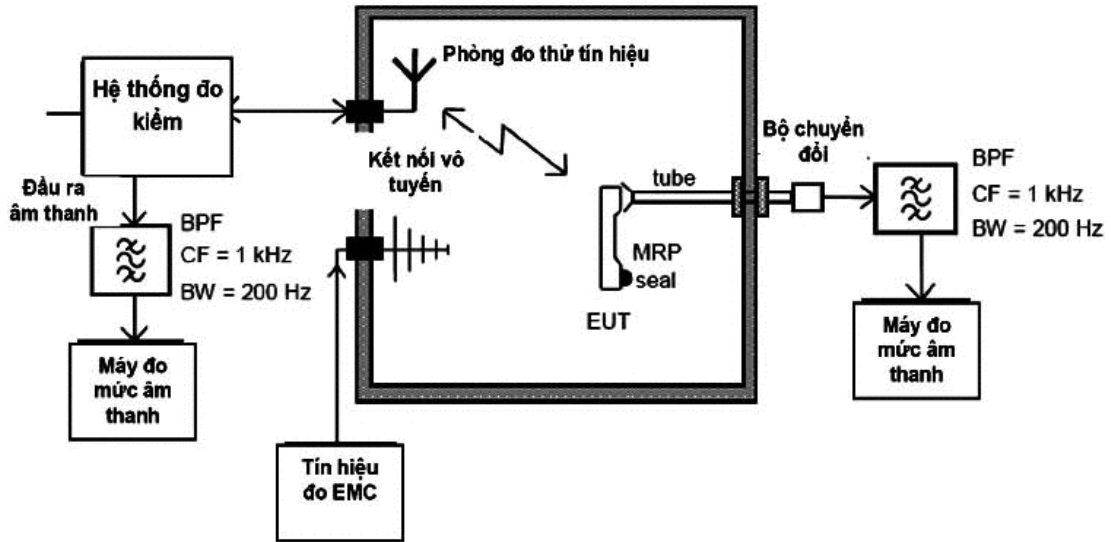 Phòng đo thử tín hiệu
Hệ thống đo
kiểm
Kết nối vô
tuyến
Đầu ra
âm thanh
BPF
CF = 1 kHz
BW = 200 Hz
Máy đo
mức âm
thanh
Tín hiệu
đo EMC
tube
MRP
seal
EUT
Bộ chuyển
đổi
BPF
CF = 1 kHz
BW = 200 Hz
Máy đo
mức âm
thanh